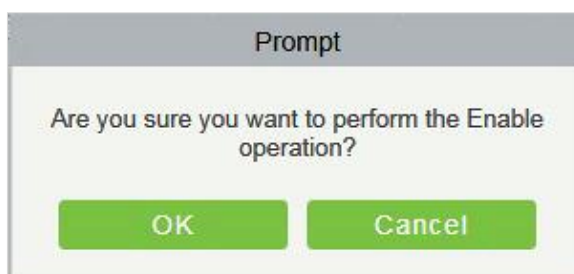 Prompt
Are you sure you want to perform the Enable
operation?
OK
Cancel